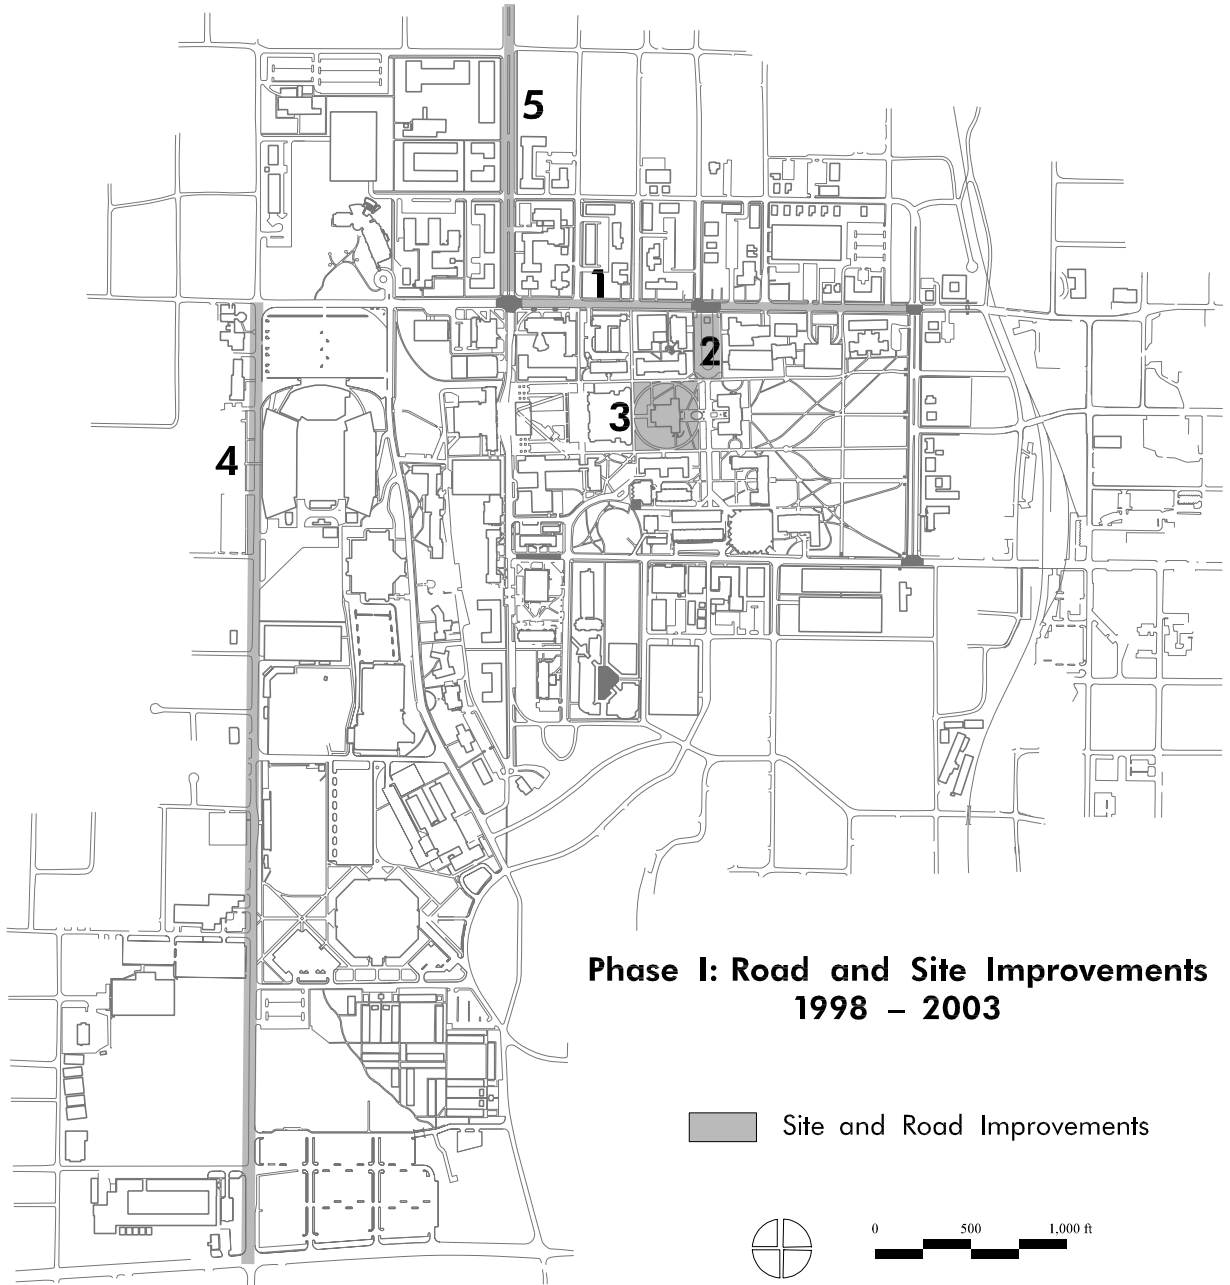 5
1
2
3
4
Phase I: Road and Site Improvements
1998 – 2003
Site and Road Improvements
0 500 1,000 ft